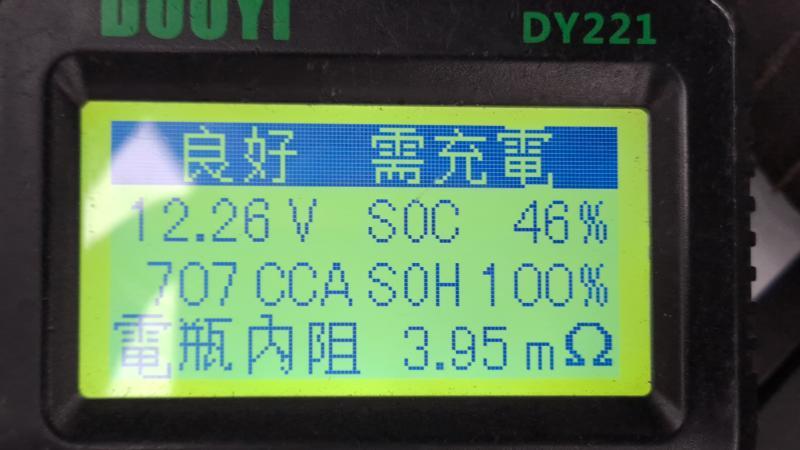 DUOYI
DY221
良好 需充電
12.26 V SOC 46%
707 CCA SOH 100%
電瓶內阻 3.95 mΩ